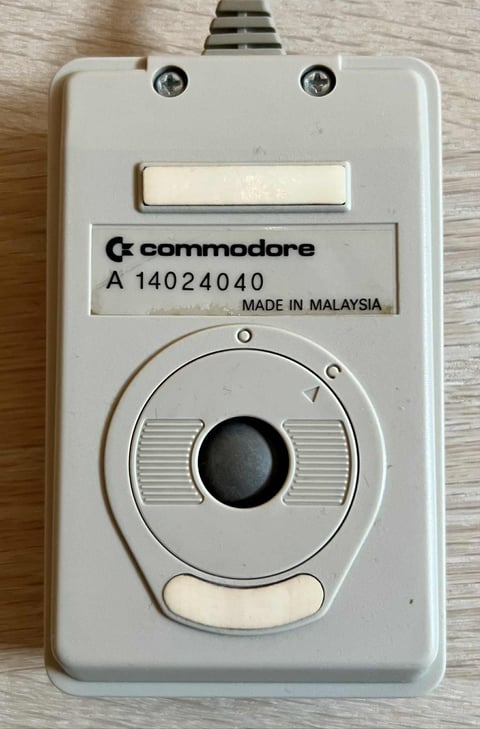 commodore
A 14024040
MADE IN MALAYSIA
O
C